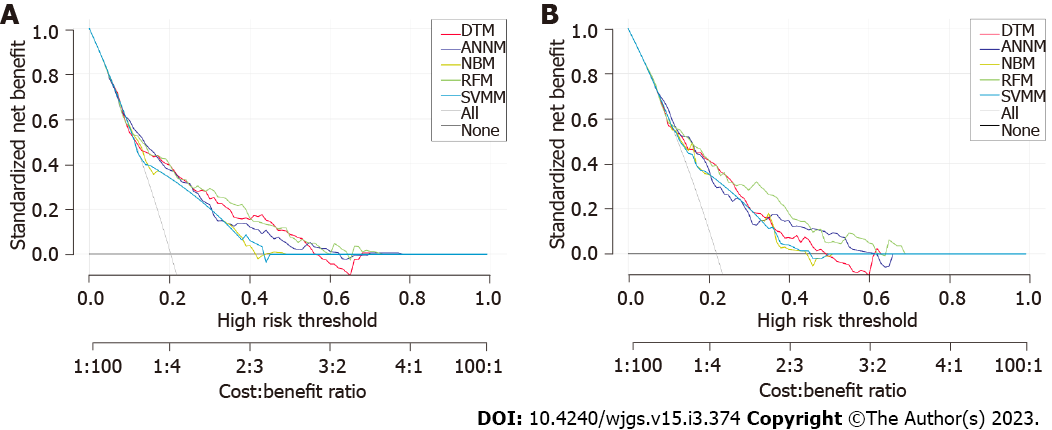 A
Standardized net benefit
1.0
0.8
0.6
0.4
0.2
0.0
DTM
ANNM
NBM
RFM
SVMM
All
None
0.0 0.2 0.4 0.6 0.8 1.0
High risk threshold
1:100 1:4 2:3 3:2 4:1 100:1
Cost:benefit ratio
B
Standardized net benefit
1.0
0.8
0.6
0.4
0.2
0.0
DTM
ANNM
NBM
RFM
SVMM
All
None
0.0 0.2 0.4 0.6 0.8 1.0
High risk threshold
1:100 1:4 2:3 3:2 4:1 100:1
Cost:benefit ratio
DOI: 10.4240/wjgs.v15.i3.374 Copyright ©The Author(s) 2023.